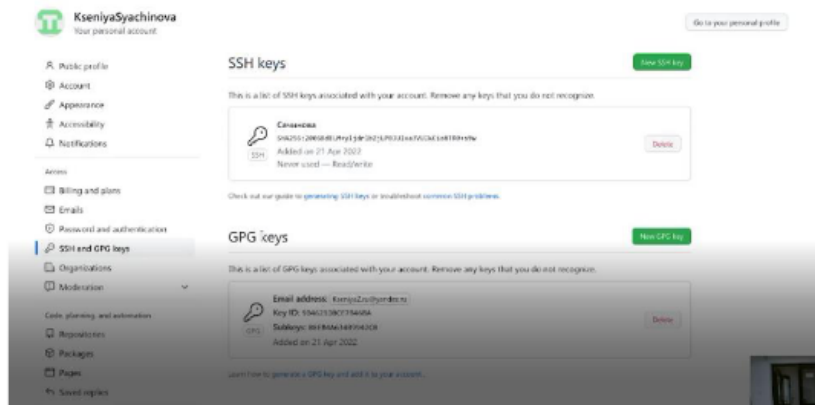 KseniyaSyachinova
Your personal account
Go to your personal profile
Public profile
Account
Appearance
Accessibility
Notifications
Access
Billing and plans
Emails
Password and authentication
SSH and GPG keys
Organizations
Moderation
Code, planning, and automation
Repositories
Packages
Pages
Saved replies
SSH keys
New SSH key
This is a list of SSH keys associated with your account. Remove any keys that you do not recognize.
SSH
Added on 21 Apr 2022
Never used — Read/write
Delete
Check out our guide to generating SSH keys or troubleshoot common SSH problems.
GPG keys
New GPG key
This is a list of GPG keys associated with your account. Remove any keys that you do not recognize.
GPG
Email address:
Key ID:
Subkeys:
Added on 21 Apr 2022
Delete
Learn how to generate a GPG key and add it to your account.